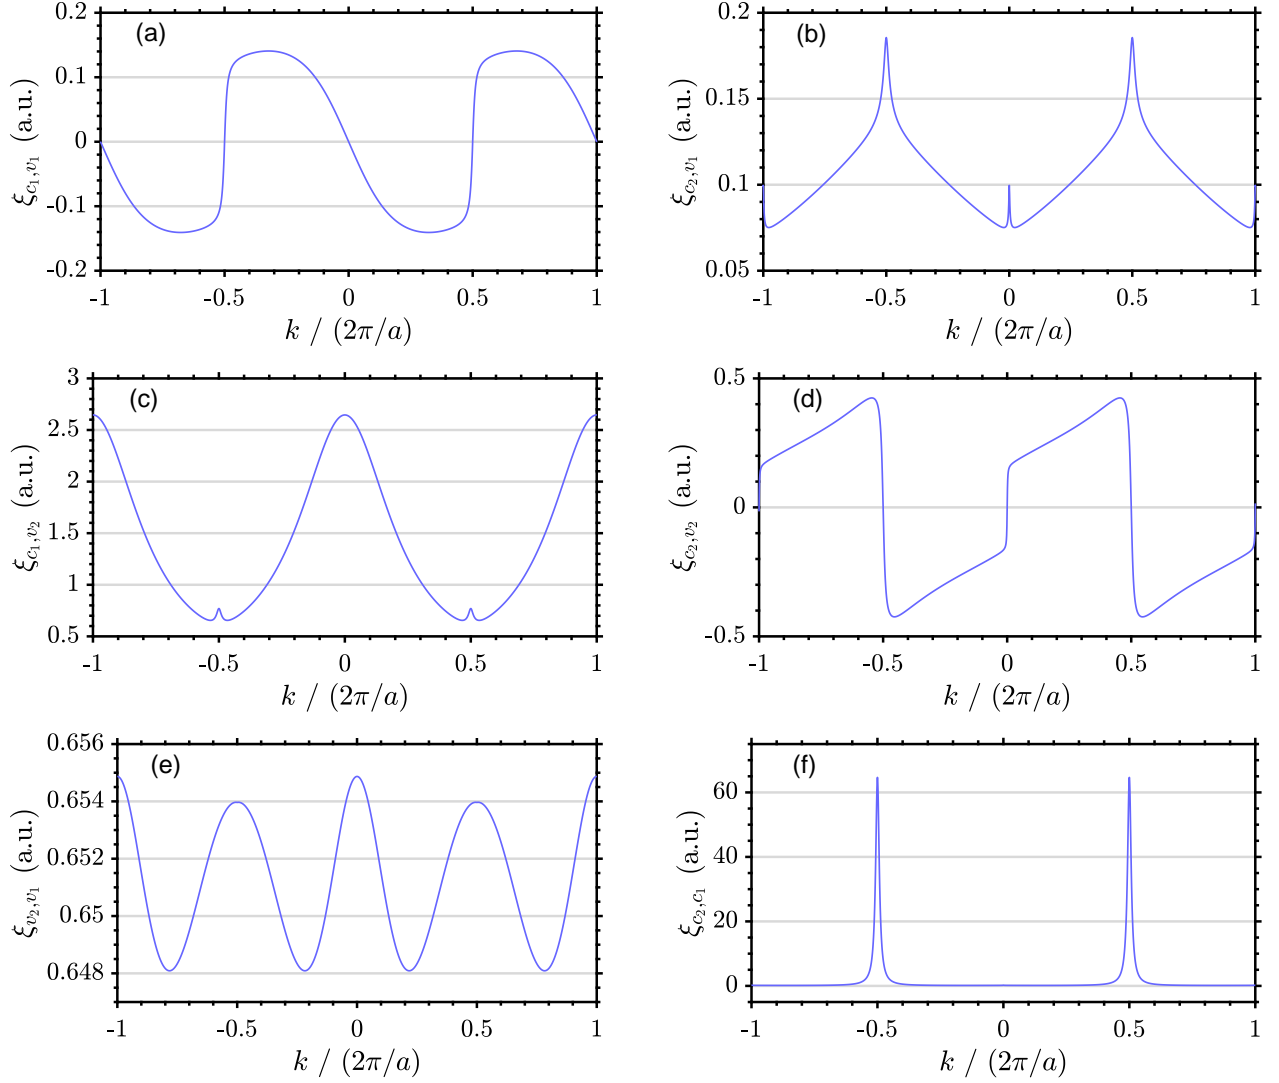 (a)
0.2
0.1
0
-0.1
-0.2
ξc₁,v₁ (a.u.)
-1 -0.5 0 0.5 1
k / (2π/a)
(b)
0.2
0.15
0.1
0.05
ξc₂,v₁ (a.u.)
-1 -0.5 0 0.5 1
k / (2π/a)
(c)
3
2.5
2
1.5
1
0.5
ξc₁,v₂ (a.u.)
-1 -0.5 0 0.5 1
k / (2π/a)
(d)
0.5
0
-0.5
ξc₂,v₂ (a.u.)
-1 -0.5 0 0.5 1
k / (2π/a)
(e)
0.656
0.654
0.652
0.65
0.648
ξv₂,v₁ (a.u.)
-1 -0.5 0 0.5 1
k / (2π/a)
(f)
60
40
20
0
ξc₂,c₁ (a.u.)
-1 -0.5 0 0.5 1
k / (2π/a)